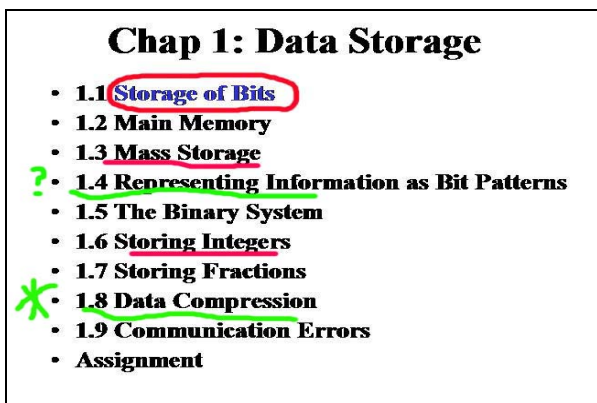 Chap 1: Data Storage
• 1.1 Storage of Bits
• 1.2 Main Memory
• 1.3 Mass Storage
? • 1.4 Representing Information as Bit Patterns
• 1.5 The Binary System
• 1.6 Storing Integers
• 1.7 Storing Fractions
* • 1.8 Data Compression
• 1.9 Communication Errors
• Assignment